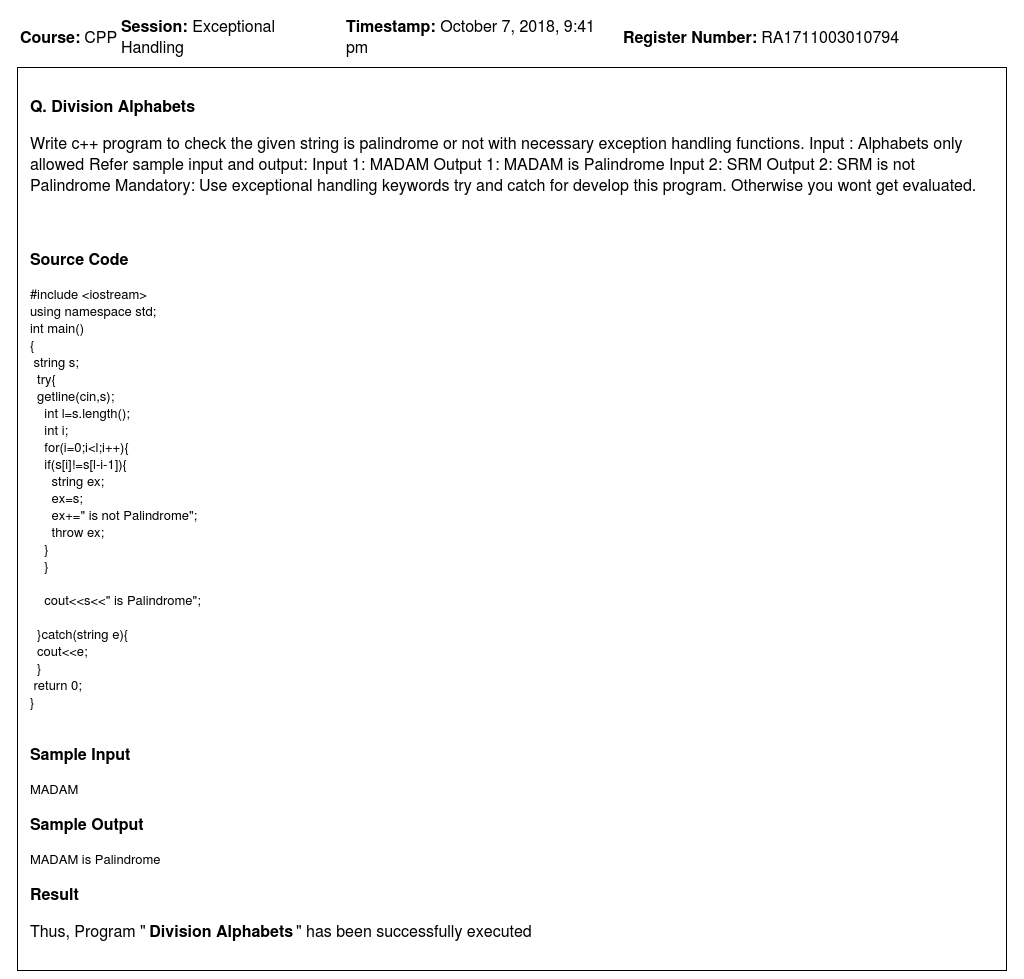 Course: CPP Session: Exceptional Handling Timestamp: October 7, 2018, 9:41 pm Register Number: RA1711003010794
Q. Division Alphabets
Write c++ program to check the given string is palindrome or not with necessary exception handling functions. Input : Alphabets only
allowed Refer sample input and output: Input 1: MADAM Output 1: MADAM is Palindrome Input 2: SRM Output 2: SRM is not
Palindrome Mandatory: Use exceptional handling keywords try and catch for develop this program. Otherwise you wont get evaluated.
Source Code
#include <iostream>
using namespace std;
int main()
{
 string s;
  try{
  getline(cin,s);
    int l=s.length();
    int i;
    for(i=0;i<l;i++){
    if(s[i]!=s[l-i-1]){
      string ex;
      ex=s;
      ex+=" is not Palindrome";
      throw ex;
    }
    }
    cout<<s<<" is Palindrome";
  }catch(string e){
  cout<<e;
  }
 return 0;
}
Sample Input
MADAM
Sample Output
MADAM is Palindrome
Result
Thus, Program " Division Alphabets " has been successfully executed